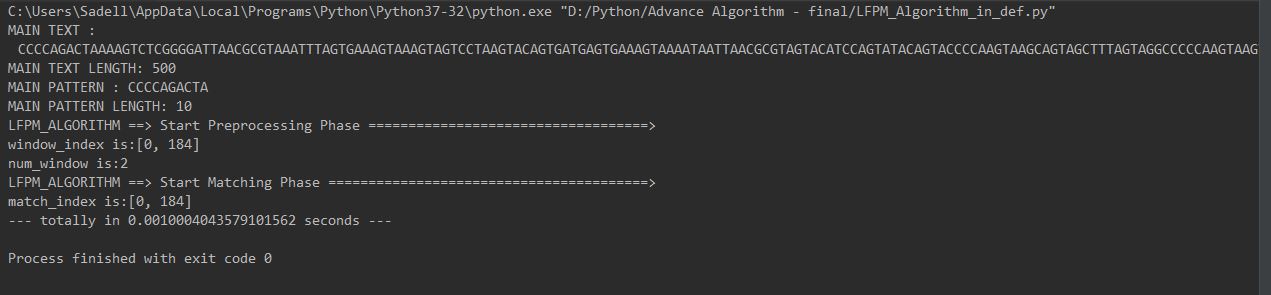 C:\Users\Sadell\AppData\Local\Programs\Python\Python37-32\python.exe "D:/Python/Advance Algorithm - final/LFPM_Algorithm_in_def.py"
MAIN TEXT :
CCCCAGACTAAAAGTCTCGGGGATTAACGCGTAAATTTAGTGAAAGTAAAGTAGTCCTAAGTACAGTGATGAGTGAAAGTAAAATAATTAACGCGTAGTACATCCAGTATACAGTACCCCAAGTAAGCAGTAGCTTTAGTAGGCCCCCAAGTAAG
MAIN TEXT LENGTH: 500
MAIN PATTERN : CCCCAGACTA
MAIN PATTERN LENGTH: 10
LFPM_ALGORITHM ==> Start Preprocessing Phase ===================================>
window_index is:[0, 184]
num_window is:2
LFPM_ALGORITHM ==> Start Matching Phase ========================================>
match_index is:[0, 184]
--- totally in 0.0010004043579101562 seconds ---
Process finished with exit code 0